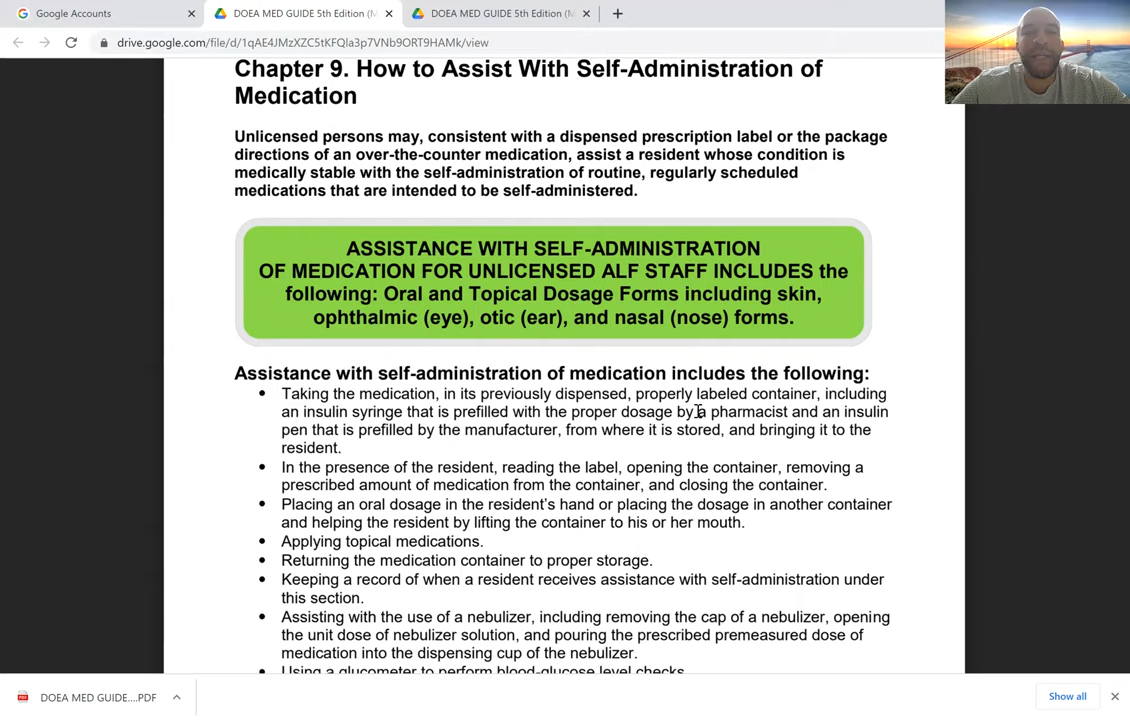 Google Accounts
DOEA MED GUIDE 5th Edition (M
DOEA MED GUIDE 5th Edition (M
drive.google.com/file/d/1qAE4JMzXZC5tKFQla3p7VNb9ORT9HAMk/view
Chapter 9. How to Assist With Self-Administration of
Medication
Unlicensed persons may, consistent with a dispensed prescription label or the package
directions of an over-the-counter medication, assist a resident whose condition is
medically stable with the self-administration of routine, regularly scheduled
medications that are intended to be self-administered.
ASSISTANCE WITH SELF-ADMINISTRATION
OF MEDICATION FOR UNLICENSED ALF STAFF INCLUDES the
following: Oral and Topical Dosage Forms including skin,
ophthalmic (eye), otic (ear), and nasal (nose) forms.
Assistance with self-administration of medication includes the following:
• Taking the medication, in its previously dispensed, properly labeled container, including
an insulin syringe that is prefilled with the proper dosage by a pharmacist and an insulin
pen that is prefilled by the manufacturer, from where it is stored, and bringing it to the
resident.
• In the presence of the resident, reading the label, opening the container, removing a
prescribed amount of medication from the container, and closing the container.
• Placing an oral dosage in the resident's hand or placing the dosage in another container
and helping the resident by lifting the container to his or her mouth.
• Applying topical medications.
• Returning the medication container to proper storage.
• Keeping a record of when a resident receives assistance with self-administration under
this section.
• Assisting with the use of a nebulizer, including removing the cap of a nebulizer, opening
the unit dose of nebulizer solution, and pouring the prescribed premeasured dose of
medication into the dispensing cup of the nebulizer.
• Using a glucometer to perform blood-glucose level checks.
DOEA MED GUIDE....PDF
Show all